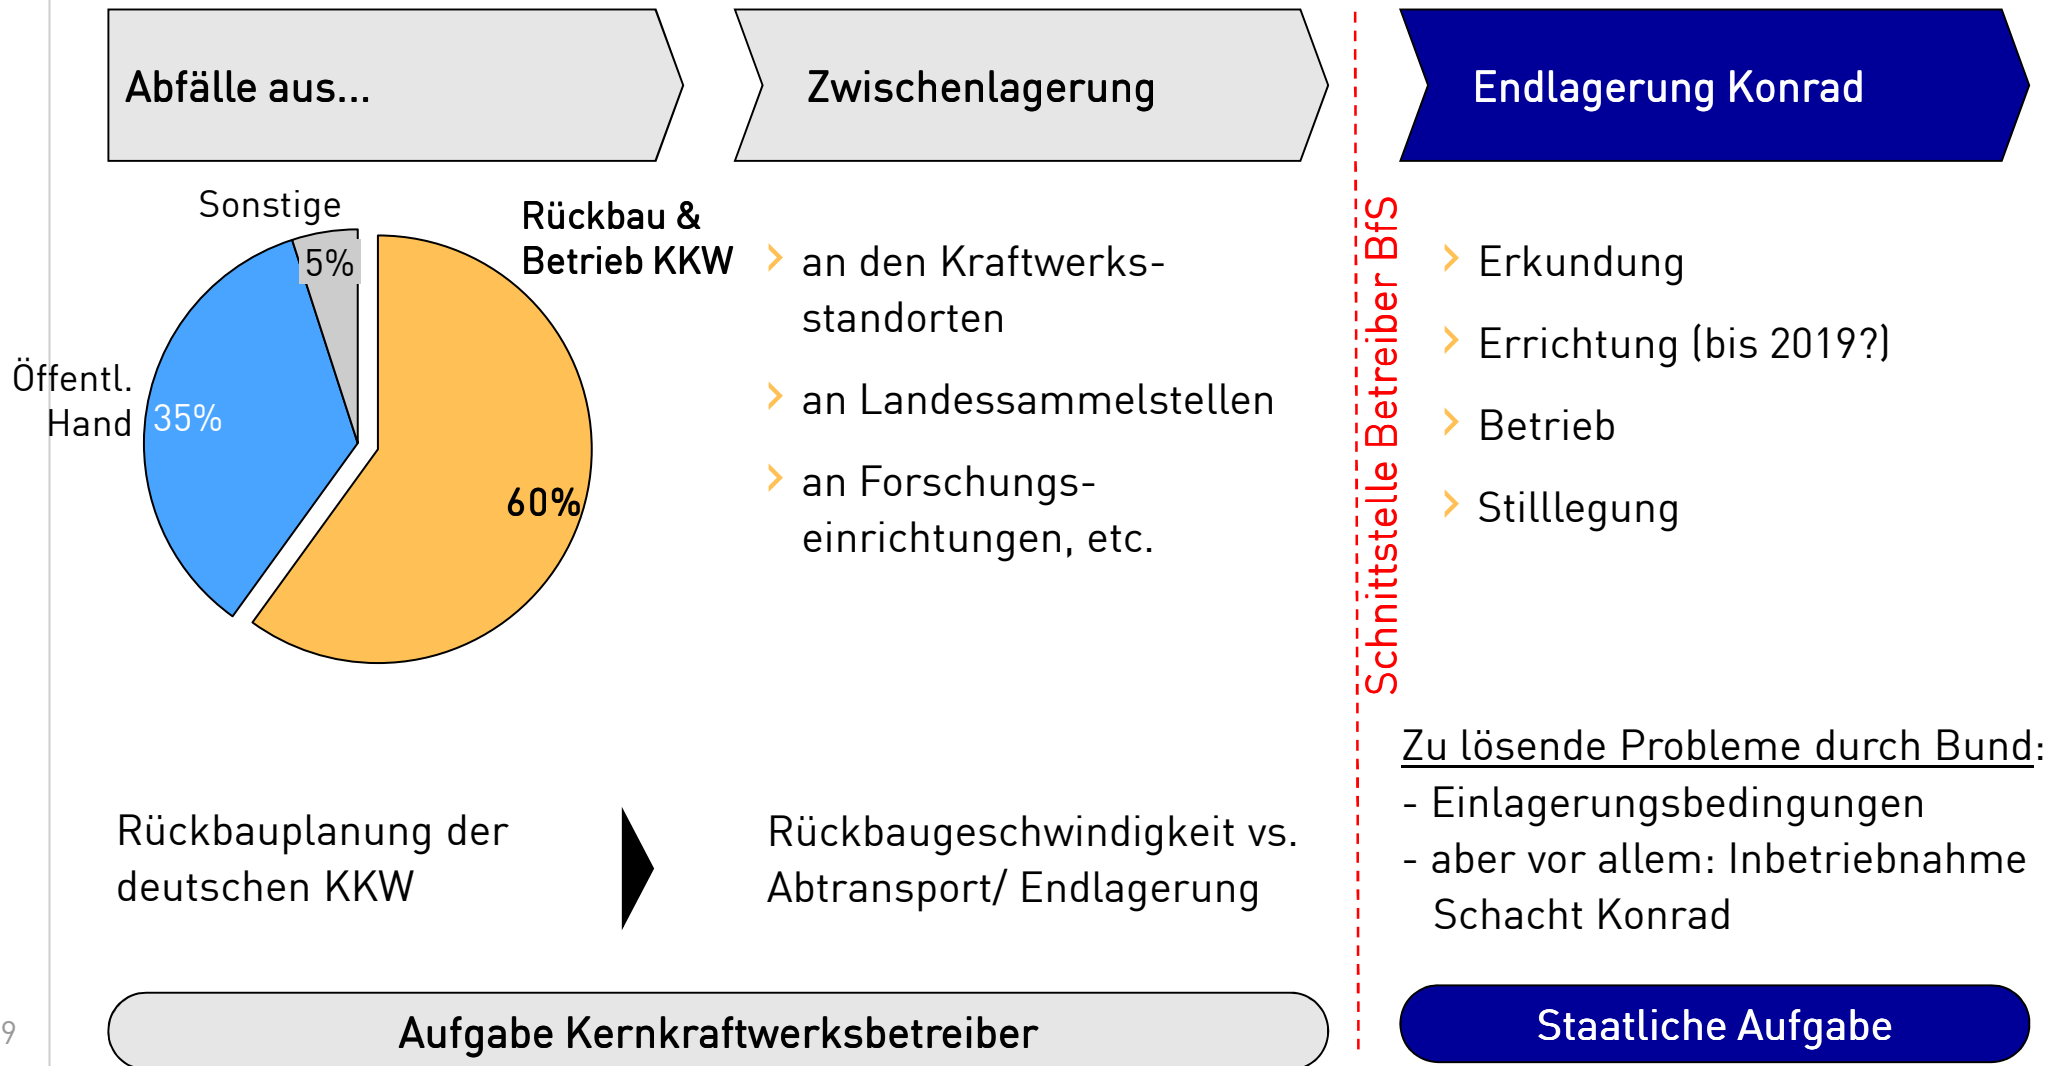 Abfälle aus...
Zwischenlagerung
Endlagerung Konrad
Sonstige
5%
Rückbau &
Betrieb KKW
Öffentl.
Hand
35%
60%
an den Kraftwerks-
standorten
an Landessammelstellen
an Forschungs-
einrichtungen, etc.
Schnittstelle Betreiber BfS
Erkundung
Errichtung (bis 2019?)
Betrieb
Stilllegung
Rückbauplanung der
deutschen KKW
Rückbaugeschwindigkeit vs.
Abtransport/ Endlagerung
Zu lösende Probleme durch Bund:
- Einlagerungsbedingungen
- aber vor allem: Inbetriebnahme
Schacht Konrad
Aufgabe Kernkraftwerksbetreiber
Staatliche Aufgabe
9